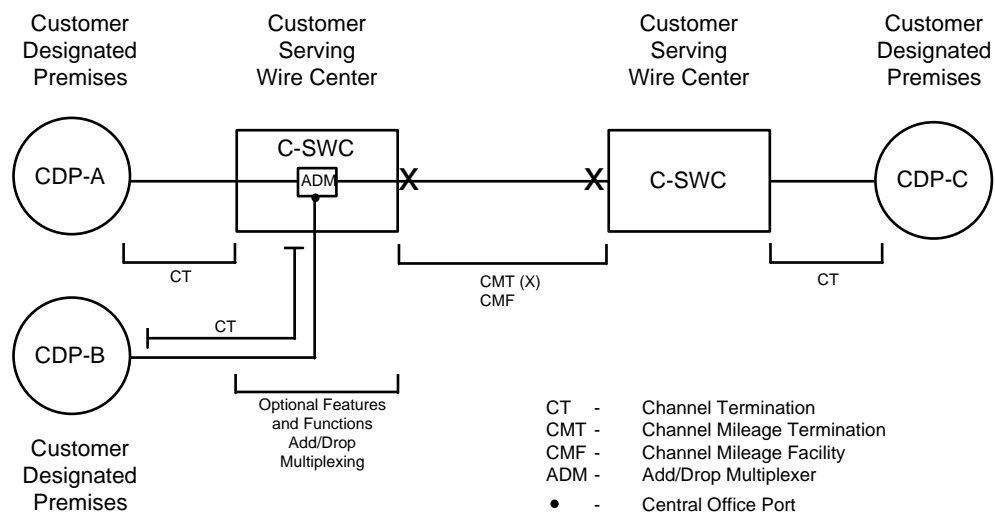 Customer
Designated
Premises
Customer
Serving
Wire Center
Customer
Serving
Wire Center
Customer
Designated
Premises
CDP-A
C-SWC
ADM
X
X
C-SWC
CDP-C
CT
CMT (X)
CMF
CT
CT
CDP-B
Optional Features
and Functions
Add/Drop
Multiplexing
Customer
Designated
Premises
CT - Channel Termination
CMT - Channel Mileage Termination
CMF - Channel Mileage Facility
ADM - Add/Drop Multiplexer
• - Central Office Port